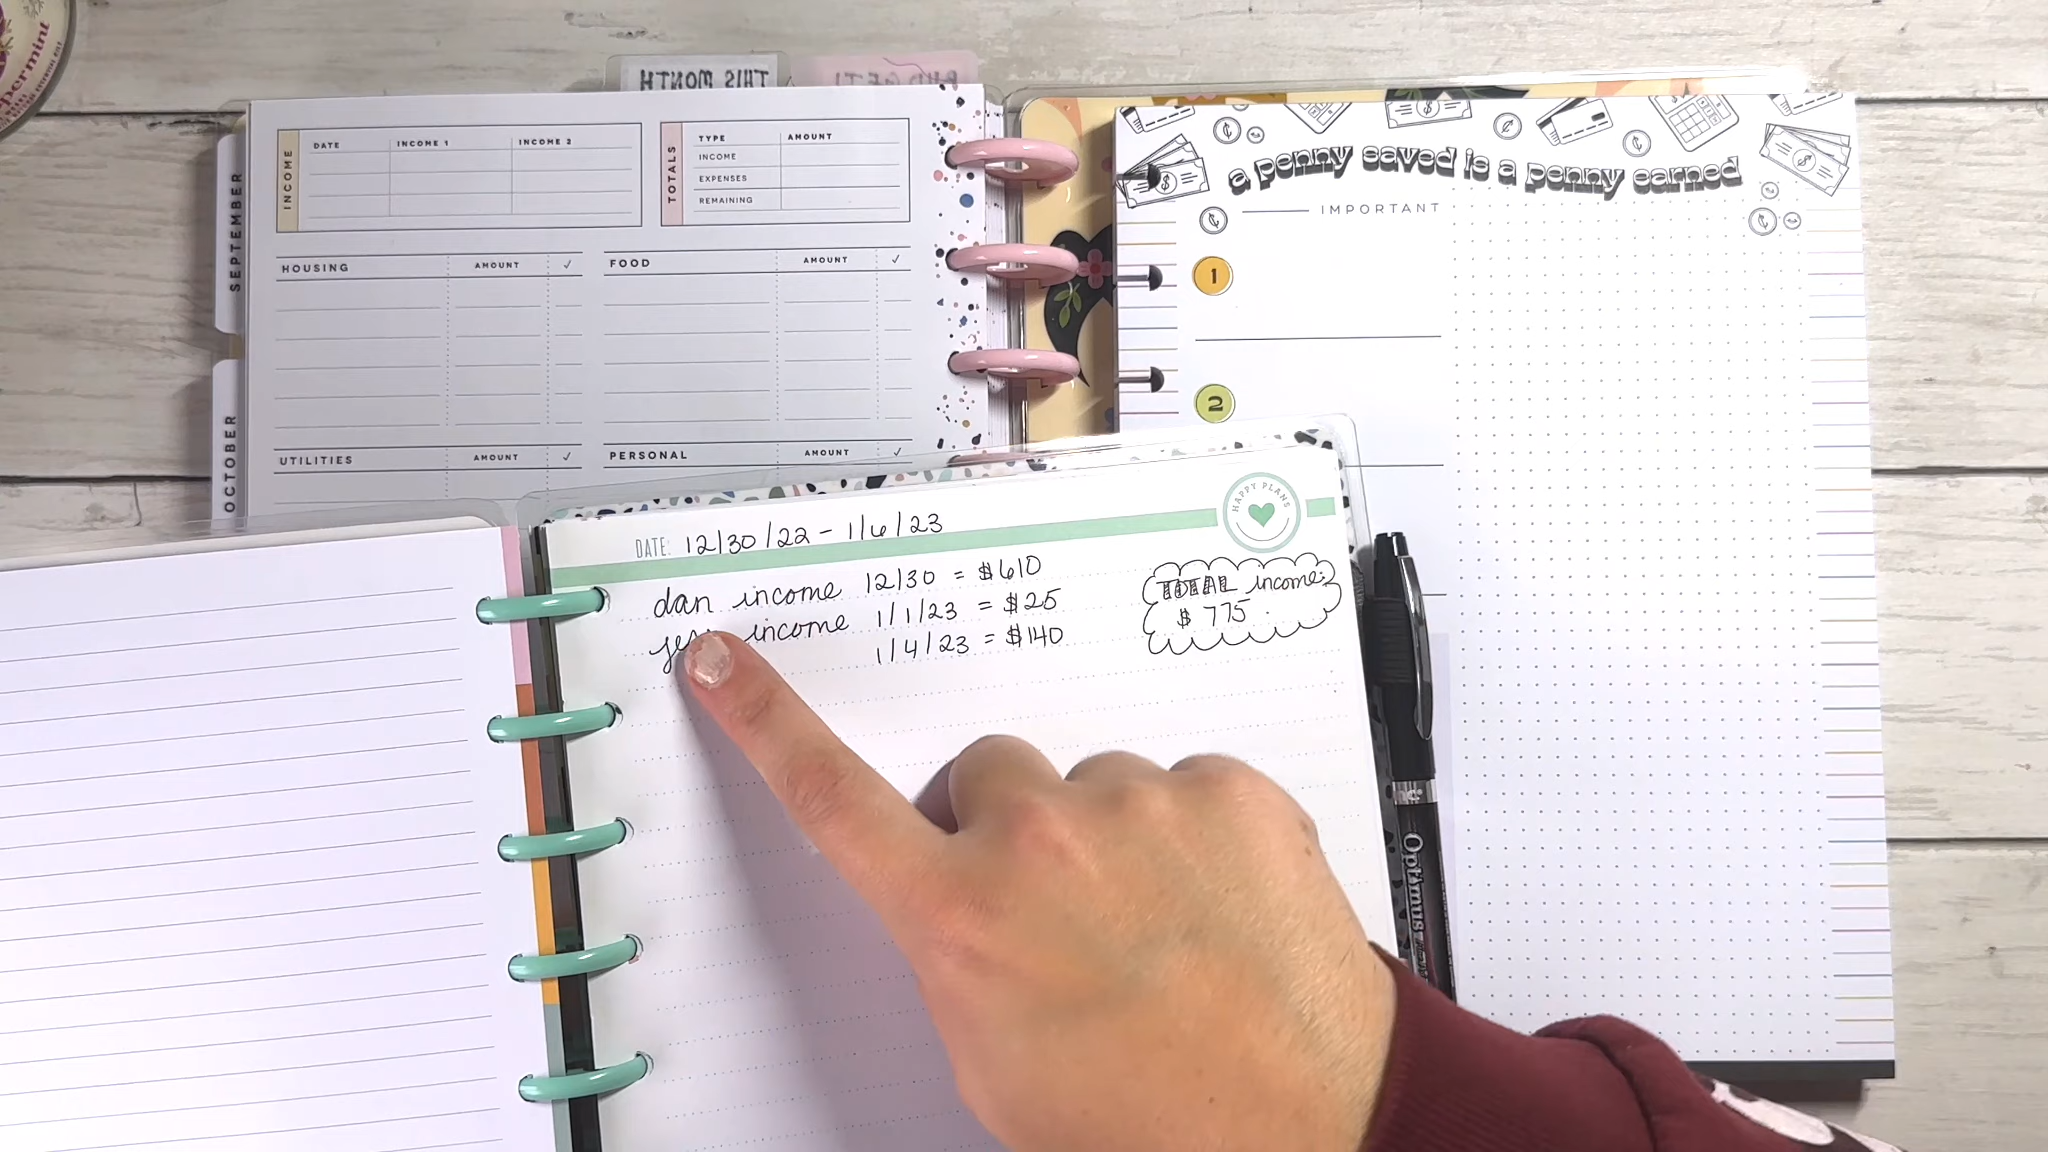 peppermint
THIS MONTH
BUDGET!
SEPTEMBER
OCTOBER
INCOME
DATE INCOME 1 INCOME 2
TOTALS
TYPE AMOUNT
INCOME
EXPENSES
REMAINING
HOUSING AMOUNT ✓
FOOD AMOUNT ✓
UTILITIES AMOUNT ✓
PERSONAL AMOUNT ✓
a penny saved is a penny earned
IMPORTANT
1
2
HAPPY PLANS
DATE: 12/30/22 - 1/6/23
dan income 12/30 = $610
income 1/1/23 = $25
1/4/23 = $140
TOTAL income:
$775
Optimus